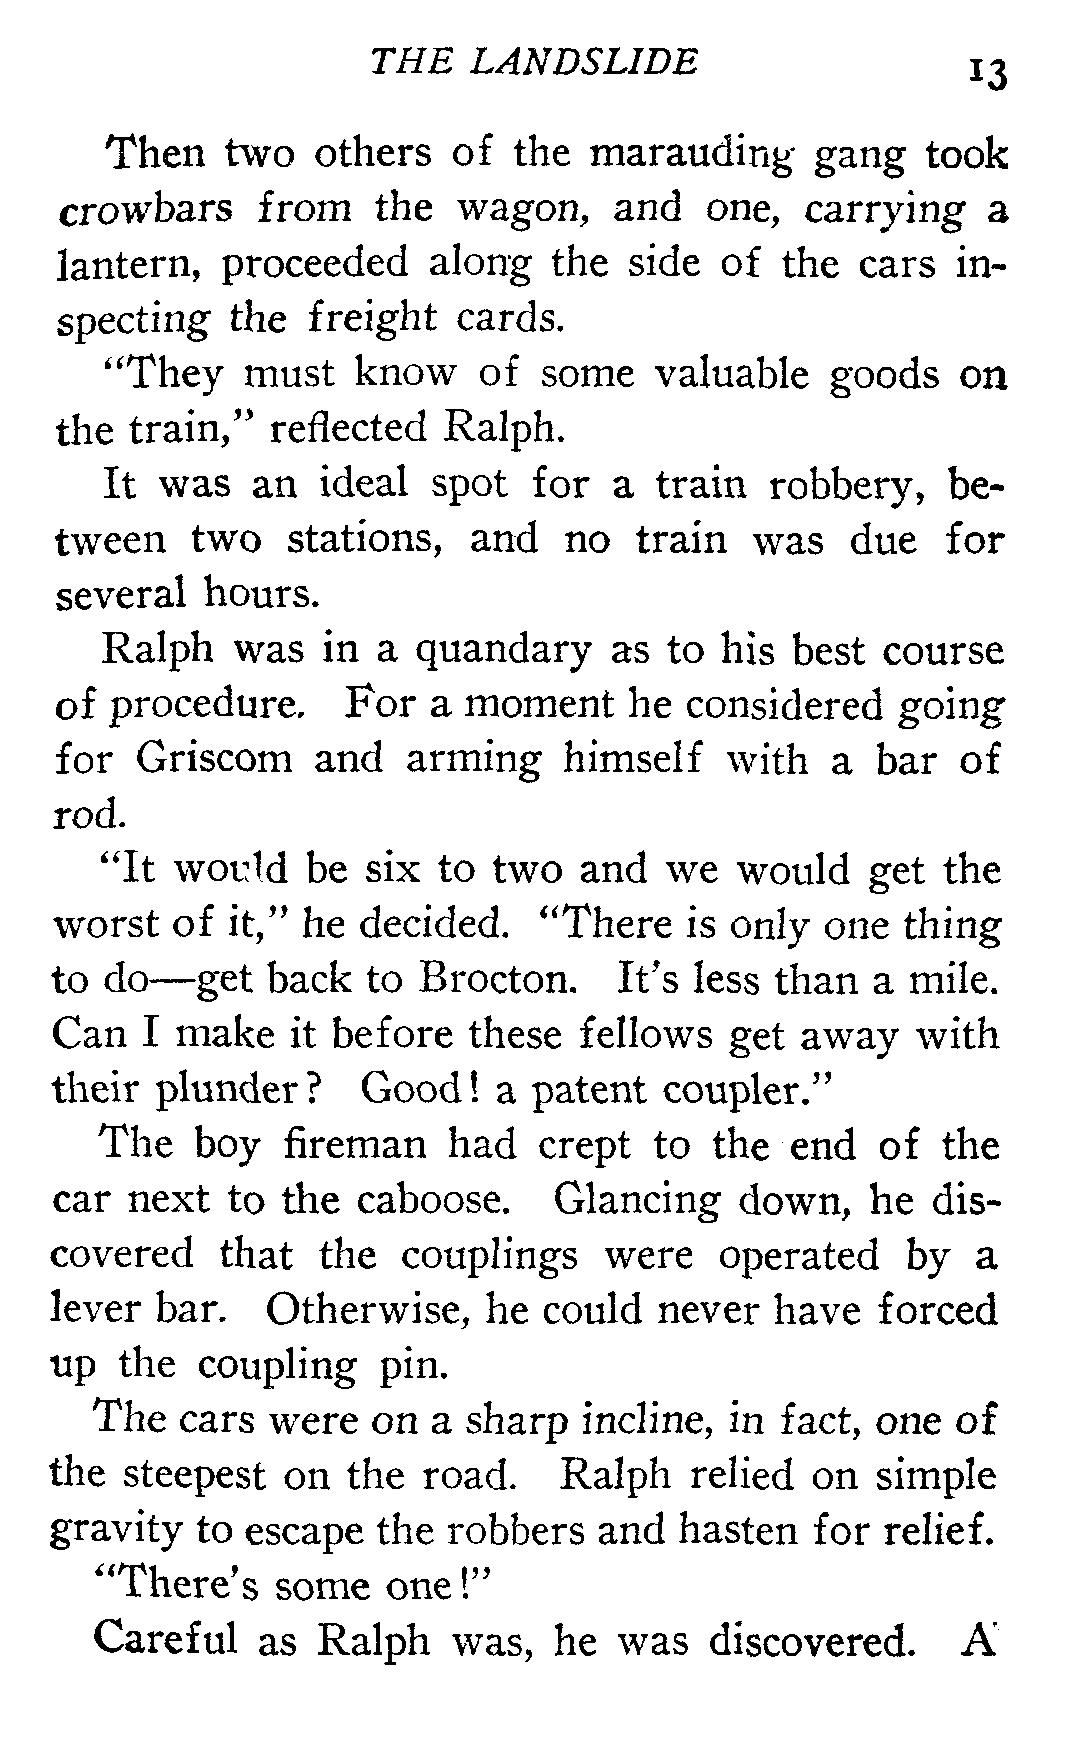 THE LANDSLIDE 13
Then two others of the marauding gang took
crowbars from the wagon, and one, carrying a
lantern, proceeded along the side of the cars in-
specting the freight cards.
"They must know of some valuable goods on
the train," reflected Ralph.
It was an ideal spot for a train robbery, be-
tween two stations, and no train was due for
several hours.
Ralph was in a quandary as to his best course
of procedure. For a moment he considered going
for Griscom and arming himself with a bar of
rod.
"It would be six to two and we would get the
worst of it," he decided. "There is only one thing
to do—get back to Brocton. It's less than a mile.
Can I make it before these fellows get away with
their plunder? Good! a patent coupler."
The boy fireman had crept to the end of the
car next to the caboose. Glancing down, he dis-
covered that the couplings were operated by a
lever bar. Otherwise, he could never have forced
up the coupling pin.
The cars were on a sharp incline, in fact, one of
the steepest on the road. Ralph relied on simple
gravity to escape the robbers and hasten for relief.
"There's some one!"
Careful as Ralph was, he was discovered. A